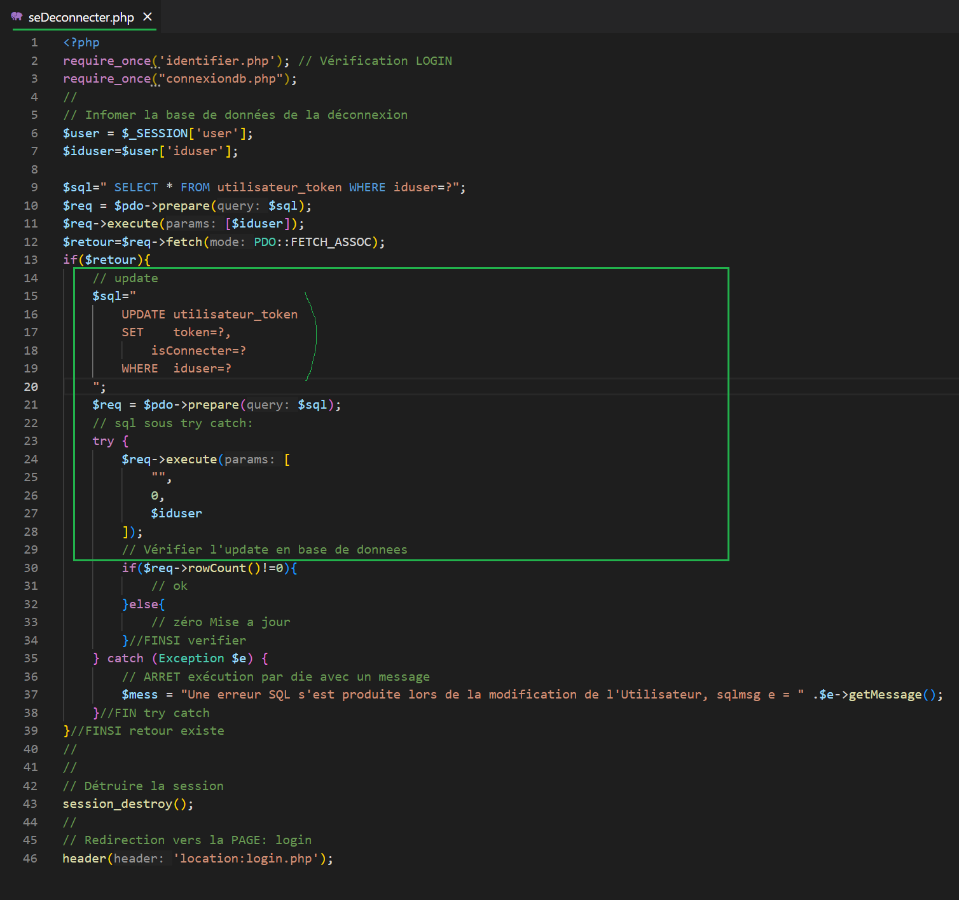 seDeconnecter.php ×
1 <?php
2 require_once('identifier.php'); // Vérification LOGIN
3 require_once("connexiondb.php");
4 //
5 // Infomer la base de données de la déconnexion
6 $user = $_SESSION['user'];
7 $iduser=$user['iduser'];
8
9 $sql=" SELECT * FROM utilisateur_token WHERE iduser=?";
10 $req = $pdo->prepare(query: $sql);
11 $req->execute(params: [$iduser]);
12 $retour=$req->fetch(mode: PDO::FETCH_ASSOC);
13 if($retour){
14     // update
15     $sql="
16         UPDATE utilisateur_token
17         SET    token=?,
18             isConnecter=?
19         WHERE  iduser=?
20     ";
21     $req = $pdo->prepare(query: $sql);
22     // sql sous try catch:
23     try {
24         $req->execute(params: [
25             "",
26             0,
27             $iduser
28         ]);
29         // Vérifier l'update en base de donnees
30         if($req->rowCount()!=0){
31             // ok
32         }else{
33             // zéro Mise a jour
34         }//FINSI verifier
35     } catch (Exception $e) {
36         // ARRET exécution par die avec un message
37         $mess = "Une erreur SQL s'est produite lors de la modification de l'Utilisateur, sqlmsg e = " .$e->getMessage();
38     }//FIN try catch
39 }//FINSI retour existe
40 //
41 //
42 // Détruire la session
43 session_destroy();
44 //
45 // Redirection vers la PAGE: login
46 header(header: 'location:login.php');